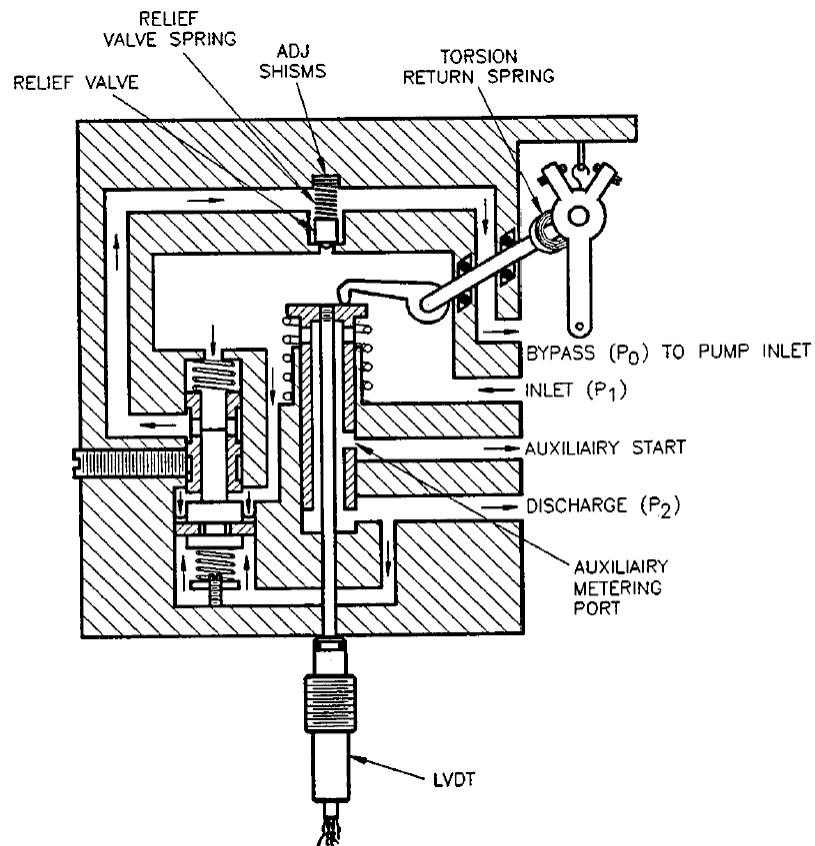 RELIEF
VALVE SPRING
ADJ
SHISMS
TORSION
RETURN SPRING
RELIEF VALVE
BYPASS (P0) TO PUMP INLET
INLET (P1)
AUXILIAIRY START
DISCHARGE (P2)
AUXILIAIRY
METERING
PORT
LVDT